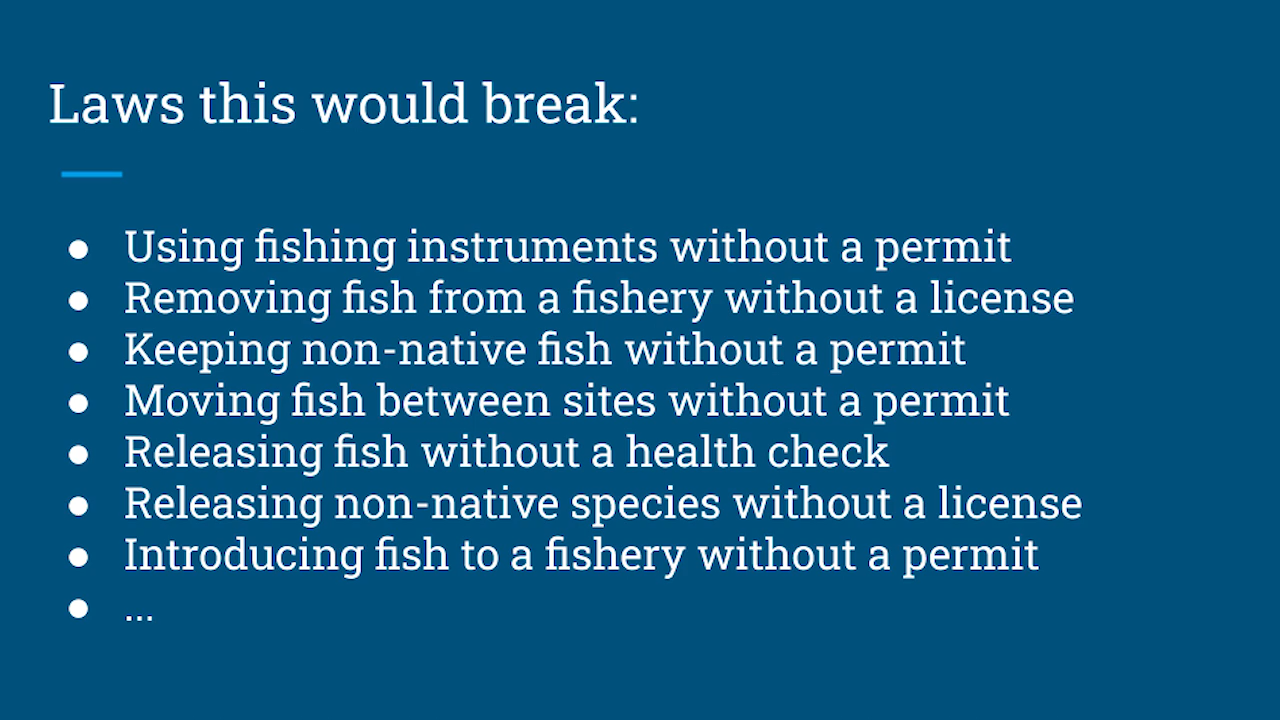 Laws this would break:
● Using fishing instruments without a permit
● Removing fish from a fishery without a license
● Keeping non-native fish without a permit
● Moving fish between sites without a permit
● Releasing fish without a health check
● Releasing non-native species without a license
● Introducing fish to a fishery without a permit
● ...